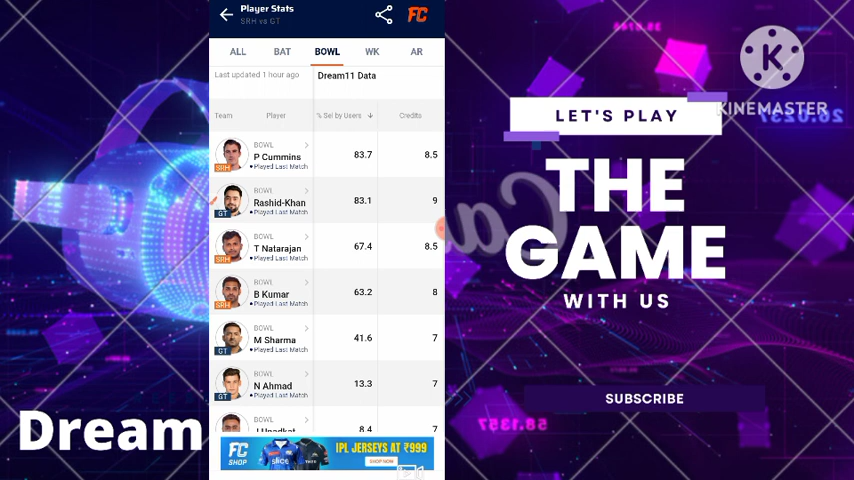 Player Stats
SRH vs GT
FC
ALL BAT BOWL WK AR
Last updated 1 hour ago
Dream11 Data
Team Player % Sel by Users Credits
BOWL
P Cummins 83.7 8.5
SRH
Played Last Match
BOWL
Rashid-Khan 83.1 9
GT
Played Last Match
BOWL
T Natarajan 67.4 8.5
SRH
Played Last Match
BOWL
B Kumar 63.2 8
SRH
Played Last Match
BOWL
M Sharma 41.6 7
GT
Played Last Match
BOWL
N Ahmad 13.3 7
GT
Played Last Match
BOWL
J Unadkat 8.4 7
FC
SHOP
slice
IPL JERSEYS AT ₹999
SHOP NOW
Dream
K
KINEMASTER
LET'S PLAY
THE
GAME
WITH US
SUBSCRIBE
58.1357